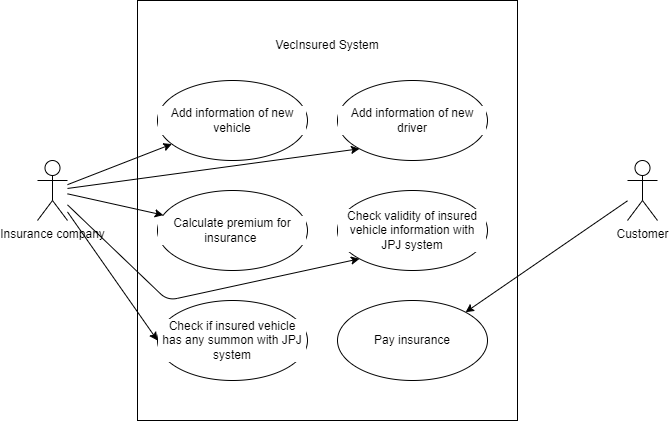 VecInsured System
Add information of new
vehicle
Add information of new
driver
Insurance company
Calculate premium for
insurance
Check validity of insured
vehicle information with
JPJ system
Customer
Check if insured vehicle
has any summon with JPJ
system
Pay insurance